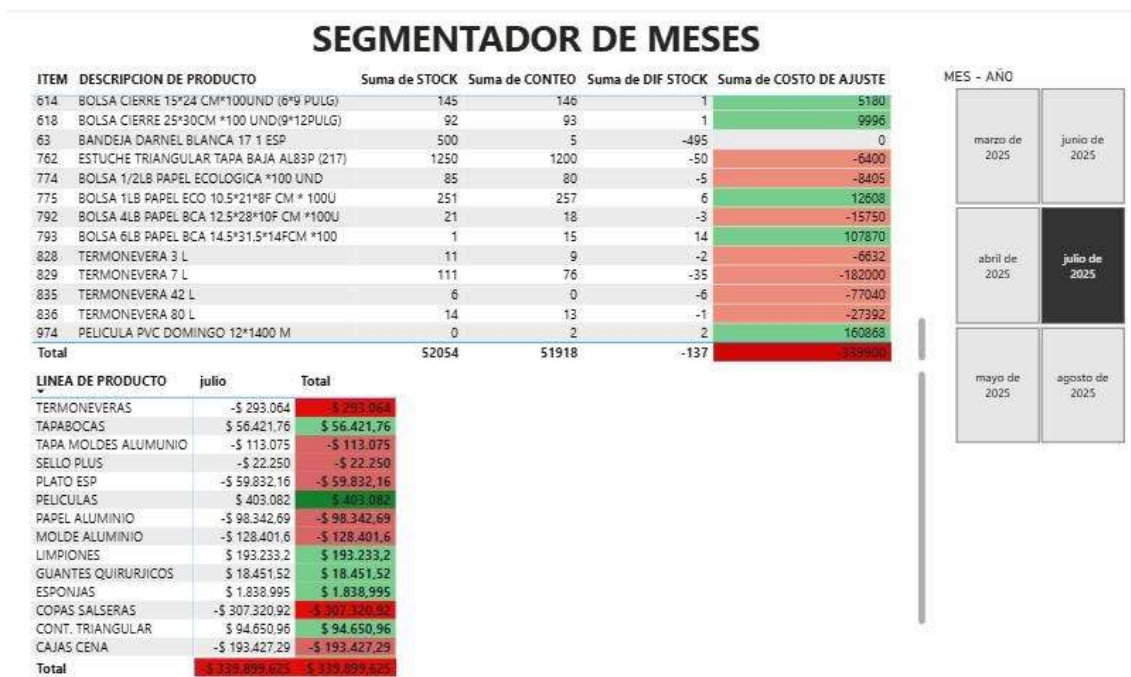 SEGMENTADOR DE MESES
ITEM DESCRIPCION DE PRODUCTO Suma de STOCK Suma de CONTEO Suma de DIF STOCK Suma de COSTO DE AJUSTE
614 BOLSA CIERRE 15*24 CM*100UND (6*9 PULG) 145 146 1 5180
618 BOLSA CIERRE 25*30CM *100 UND(9*12PULG) 92 93 1 9996
63 BANDEJA DARNEL BLANCA 17 1 ESP 500 5 -495 0
762 ESTUCHE TRIANGULAR TAPA BAJA AL83P (217) 1250 1200 -50 -6400
774 BOLSA 1/2LB PAPEL ECOLOGICA *100 UND 85 80 -5 -8405
775 BOLSA 1LB PAPEL ECO 10.5*21*8F CM * 100U 251 257 6 12608
792 BOLSA 4LB PAPEL BCA 12.5*28*10F CM *100U 21 18 -3 -15750
793 BOLSA 6LB PAPEL BCA 14.5*31.5*14FCM *100 1 15 14 107870
828 TERMONEVERA 3 L 11 9 -2 -6632
829 TERMONEVERA 7 L 111 76 -35 -182000
835 TERMONEVERA 42 L 6 0 -6 -77040
836 TERMONEVERA 80 L 14 13 -1 -27392
974 PELICULA PVC DOMINGO 12*1400 M 0 2 2 160868
Total 52054 51918 -137 -339900
MES - AÑO
marzo de
2025
junio de
2025
abril de
2025
julio de
2025
mayo de
2025
agosto de
2025
LINEA DE PRODUCTO julio Total
TERMONEVERAS -$ 293.064 -$ 293.064
TAPABOCAS $ 56.421,76 $ 56.421,76
TAPA MOLDES ALUMUNIO -$ 113.075 -$ 113.075
SELLO PLUS -$ 22.250 -$ 22.250
PLATO ESP -$ 59.832,16 -$ 59.832,16
PELICULAS $ 403.082 $ 403.082
PAPEL ALUMINIO -$ 98.342,69 -$ 98.342,69
MOLDE ALUMINIO -$ 128.401,6 -$ 128.401,6
LIMPIONES $ 193.233,2 $ 193.233,2
GUANTES QUIRURJICOS $ 18.451,52 $ 18.451,52
ESPONJAS $ 1.838,995 $ 1.838,995
COPAS SALSERAS -$ 307.320,92 -$ 307.320,92
CONT. TRIANGULAR $ 94.650,96 $ 94.650,96
CAJAS CENA -$ 193.427,29 -$ 193.427,29
Total -$ 339.899,625 -$ 339.899,625